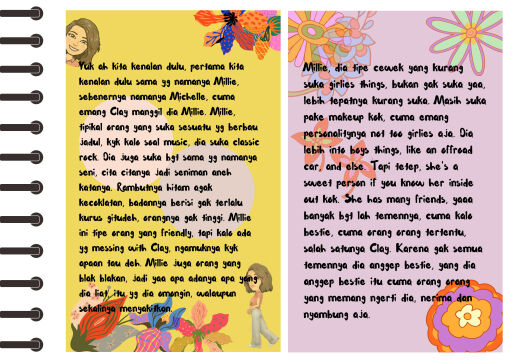 Yuk ah kita kenalan dulu, pertama kita
kenalan dulu sama yg namanya Millie,
sebenernya namanya Michelle, cuma
emang Clay manggil dia Millie. Millie,
tipikal orang yang suka sesuatu yg berbau
jadul, kyk kalo soal music, dia suka classic
rock. Dia juga suka bgt sama yg namanya
seni, cita citanya Jadi seniman aneh
katanya. Rambutnya hitam agak
kecoklatan, badannya berisi gak terlalu
kurus gitudeh, orangnya gak tinggi. Millie
ini tipe orang yang friendly, tapi kalo ada
yg messing with Clay, ngamuknya kyk
apaan tau deh. Millie juga orang yang
blak blakan, jadi yaa apa adanya apa yang
dia liat, itu yg dia omongin, walaupun
sekalinya menyakitkan.
Millie, dia tipe cewek yang kurang
suka girlies things, bukan gak suka yaa,
lebih tepatnya kurang suka. Masih suka
pake makeup kok, cuma emang
personalitynya not too girlies aja. Dia
lebih into boys things, like an offroad
car, and else. Tapi tetep, she's a
sweet person if you know her inside
out kok. She has many friends, yaaa
banyak bgt lah temennya, cuma kalo
bestie, cuma orang orang tertentu,
salah satunya Clay. Karena gak semua
temennya dia anggep bestie, yang dia
anggep bestie itu cuma orang orang
yang memang ngerti dia, nerima dan
nyambung aja.